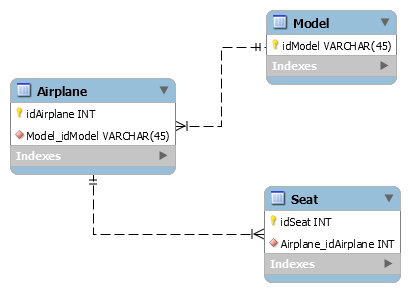 Model
idModel VARCHAR(45)
Indexes
Airplane
idAirplane INT
Model_idModel VARCHAR(45)
Indexes
Seat
idSeat INT
Airplane_idAirplane INT
Indexes